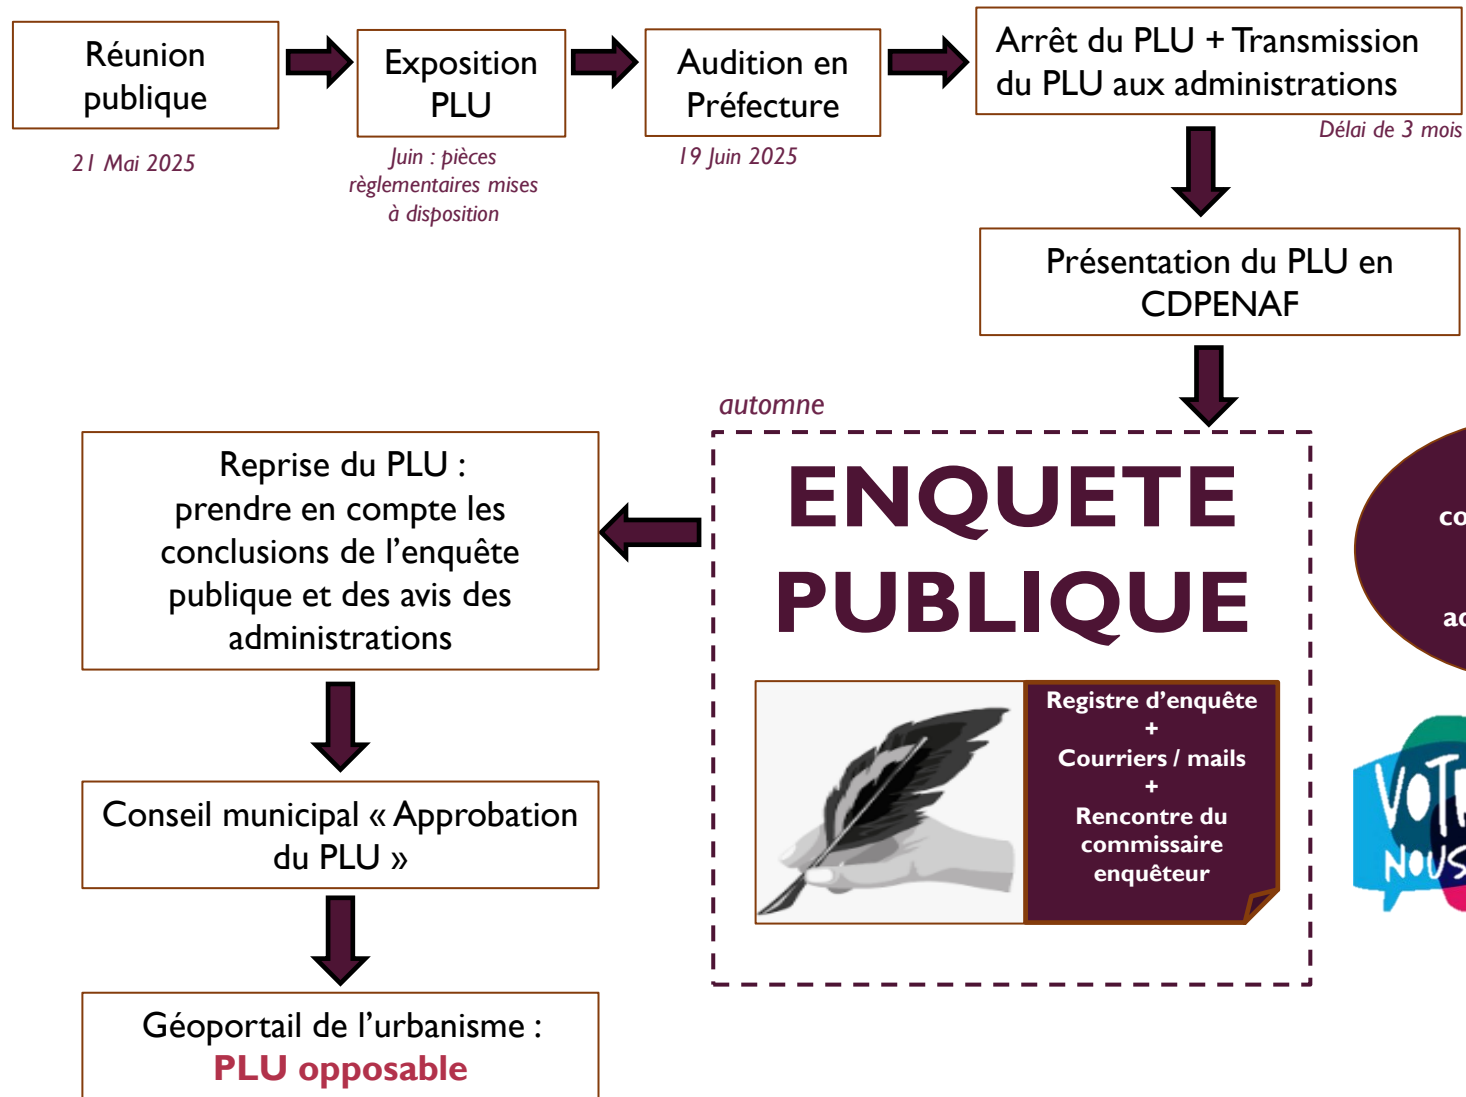 Réunion
publique
21 Mai 2025
Exposition
PLU
Juin : pièces
règlementaires mises
à disposition
Audition en
Préfecture
19 Juin 2025
Arrêt du PLU + Transmission
du PLU aux administrations
Délai de 3 mois
Présentation du PLU en
CDPENAF
automne
ENQUETE
PUBLIQUE
Registre d’enquête
+
Courriers / mails
+
Rencontre du
commissaire
enquêteur
Reprise du PLU :
prendre en compte les
conclusions de l’enquête
publique et des avis des
administrations
Conseil municipal « Approbation
du PLU »
Géoportail de l’urbanisme :
PLU opposable
NOUS